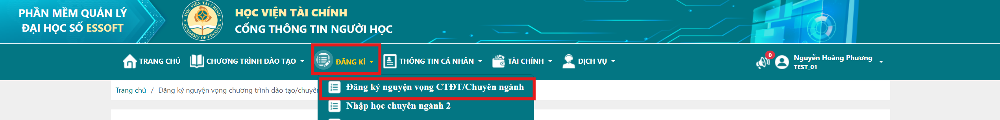 PHẦN MỀM QUẢN LÝ
ĐẠI HỌC SỐ ESSOFT
HỌC VIỆN TÀI CHÍNH
ACADEMY OF FINANCE
HỌC VIỆN TÀI CHÍNH
CỔNG THÔNG TIN NGƯỜI HỌC
TRANG CHỦ CHƯƠNG TRÌNH ĐÀO TẠO ĐĂNG KÍ THÔNG TIN CÁ NHÂN TÀI CHÍNH DỊCH VỤ 0 Nguyễn Hoàng Phương
TEST_01
Trang chủ / Đăng ký nguyện vọng chương trình đào tạo/chuyê
Đăng ký nguyện vọng CTĐT/Chuyên ngành
Nhập học chuyên ngành 2